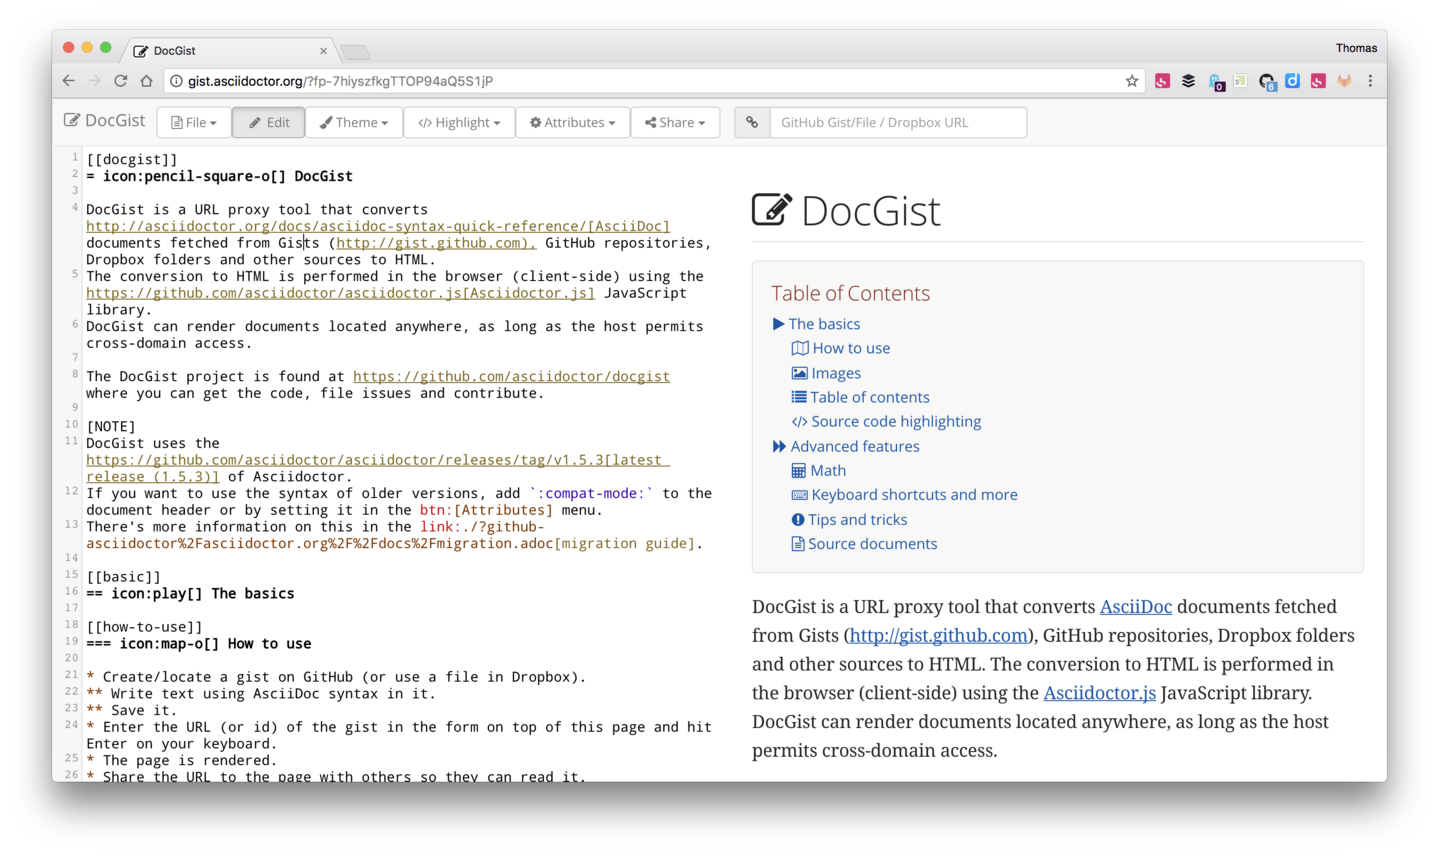 DocGist
Thomas
gist.asciidoctor.org/?fp-7hiyszfkgTTOP94aQ5S1jP
0
6
DocGist
File
Edit
Theme
Highlight
Attributes
Share
GitHub Gist/File / Dropbox URL
1 [[docgist]]
2 = icon:pencil-square-o[] DocGist
3
4 DocGist is a URL proxy tool that converts
http://asciidoctor.org/docs/asciidoc-syntax-quick-reference/[AsciiDoc]
documents fetched from Gists (http://gist.github.com), GitHub repositories,
Dropbox folders and other sources to HTML.
5 The conversion to HTML is performed in the browser (client-side) using the
https://github.com/asciidoctor/asciidoctor.js[Asciidoctor.js] JavaScript
library.
6 DocGist can render documents located anywhere, as long as the host permits
cross-domain access.
7
8 The DocGist project is found at https://github.com/asciidoctor/docgist
where you can get the code, file issues and contribute.
9
10 [NOTE]
11 DocGist uses the
https://github.com/asciidoctor/asciidoctor/releases/tag/v1.5.3[latest
release (1.5.3)] of Asciidoctor.
12 If you want to use the syntax of older versions, add `:compat-mode:` to the
document header or by setting it in the btn:[Attributes] menu.
13 There's more information on this in the link:./?github-
asciidoctor%2Fasciidoctor.org%2F%2Fdocs%2Fmigration.adoc[migration guide].
14
15 [[basic]]
16 == icon:play[] The basics
17
18 [[how-to-use]]
19 === icon:map-o[] How to use
20
21 * Create/locate a gist on GitHub (or use a file in Dropbox).
22 ** Write text using AsciiDoc syntax in it.
23 ** Save it.
24 * Enter the URL (or id) of the gist in the form on top of this page and hit
Enter on your keyboard.
25 * The page is rendered.
26 * Share the URL to the page with others so they can read it.
DocGist
Table of Contents
The basics
How to use
Images
Table of contents
Source code highlighting
Advanced features
Math
Keyboard shortcuts and more
Tips and tricks
Source documents
DocGist is a URL proxy tool that converts AsciiDoc documents fetched
from Gists (http://gist.github.com), GitHub repositories, Dropbox folders
and other sources to HTML. The conversion to HTML is performed in
the browser (client-side) using the Asciidoctor.js JavaScript library.
DocGist can render documents located anywhere, as long as the host
permits cross-domain access.